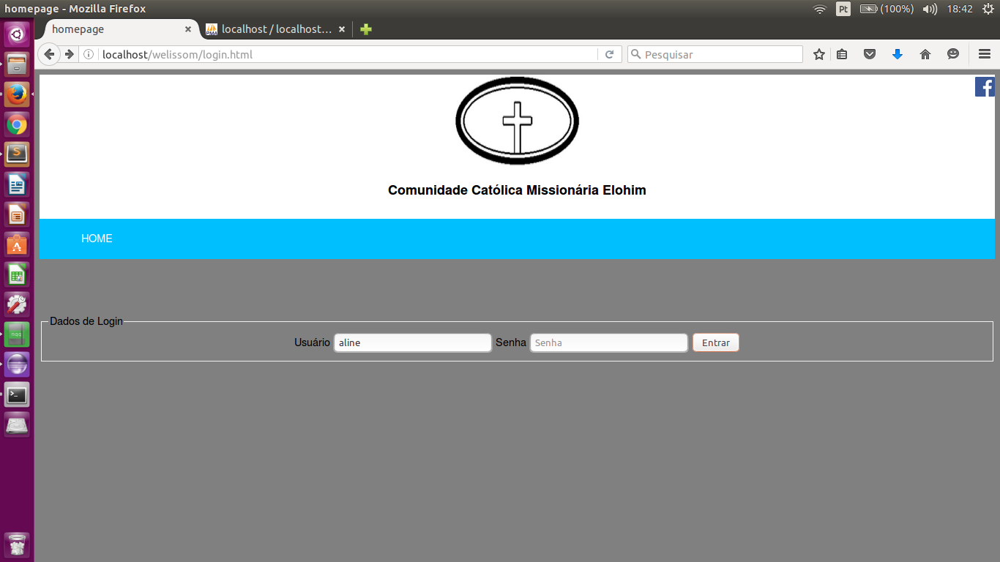 homepage - Mozilla Firefox
Pt (100%) 18:42
homepage
localhost / localhost...
localhost/welissom/login.html
Pesquisar
Comunidade Católica Missionária Elohim
HOME
Dados de Login
Usuário aline Senha Senha Entrar